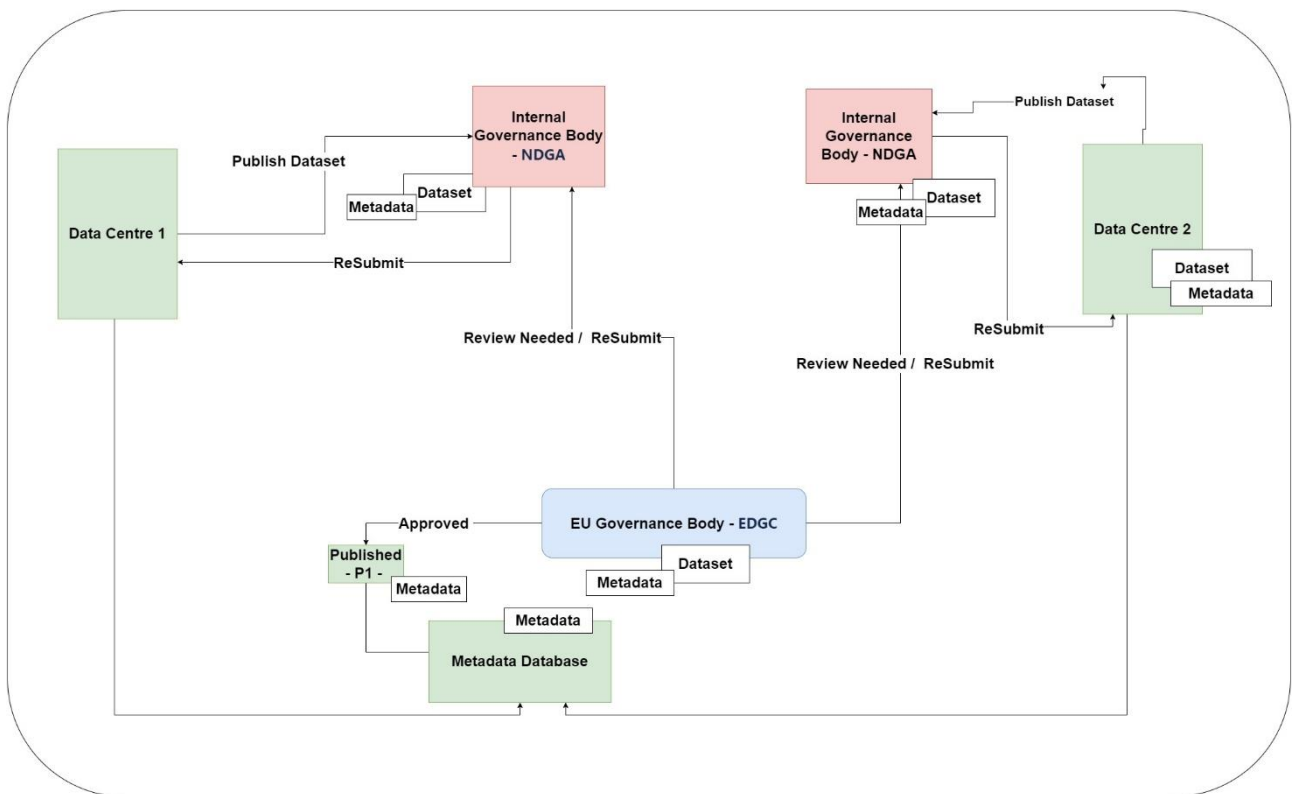 Internal
Governance Body
- NDGA
Dataset
Metadata
Publish Dataset
Data Centre 1
ReSubmit
Internal
Governance
Body - NDGA
Dataset
Metadata
Publish Dataset
Data Centre 2
Dataset
Metadata
ReSubmit
Review Needed /  ReSubmit
Review Needed /  ReSubmit
Approved
EU Governance Body - EDGC
Dataset
Metadata
Published
- P1 -
Metadata
Metadata
Metadata Database